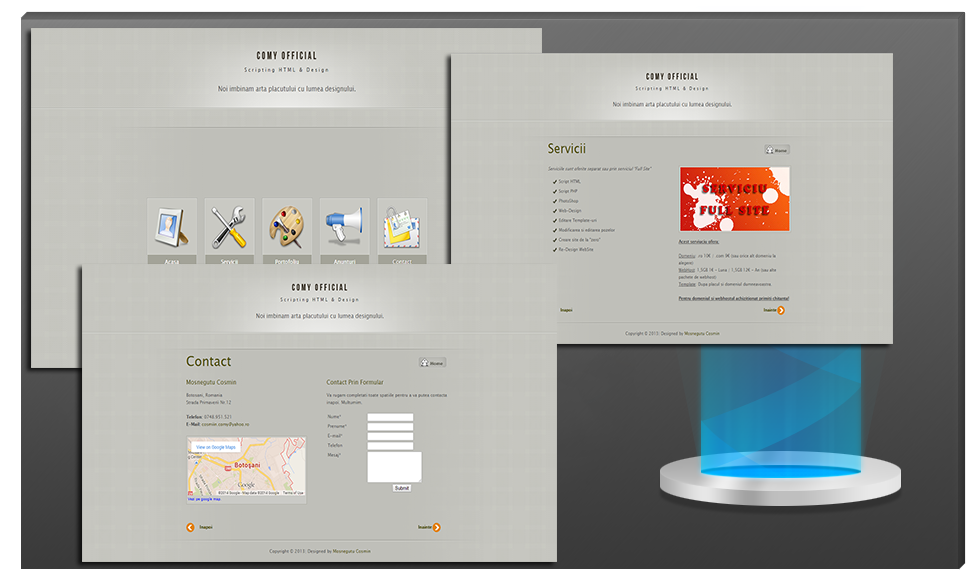 COMY OFFICIAL
Scripting HTML & Design
Noi imbinam arta placutului cu lumea designului.
Acasa
Servicii
Portofoliu
Anunturi
Contact
COMY OFFICIAL
Scripting HTML & Design
Noi imbinam arta placutului cu lumea designului.
Servicii
Home
Serviciile sunt oferite separat sau prin serviciul "Full Site"
Script HTML
Script PHP
PhotoShop
Web-Design
Editare Template-uri
Modificarea si editarea pozelor
Creare site de la "zero"
Re-Design WebSite
SERVICIU
FULL SITE
Acest serviciu ofera:
Domeniu: .ro 10€ / .com 9€ (sau orice alt domeniu la
alegere)
WebHost: 1,5GB 1€ - Luna / 1,5GB 12€ - An (sau alte
pachete de webhost)
Template: Dupa placul si domeniul dumneavoastra.
Pentru domeniul si webhostul achizitionat primiti chitanta!
Inapoi
Inainte
Copyright © 2013: Designed by Mosnegutu Cosmin
COMY OFFICIAL
Scripting HTML & Design
Noi imbinam arta placutului cu lumea designului.
Contact
Home
Mosnegutu Cosmin
Botosani, Romania
Strada Primaverii Nr.12
Telefon: 0748.851.521
E-Mail: cosmin.comy@yahoo.ro
View on Google Maps
Botoşani
Google
©2014 Google - Map data ©2014 Google
Terms of Use
Vezi pe google map.
Contact Prin Formular
Va rugam completati toate spatiile pentru a va putea contacta
inapoi. Multumim.
Nume*
Prenume*
E-mail*
Telefon
Mesaj*
Submit
Inapoi
Inainte
Copyright © 2013: Designed by Mosnegutu Cosmin